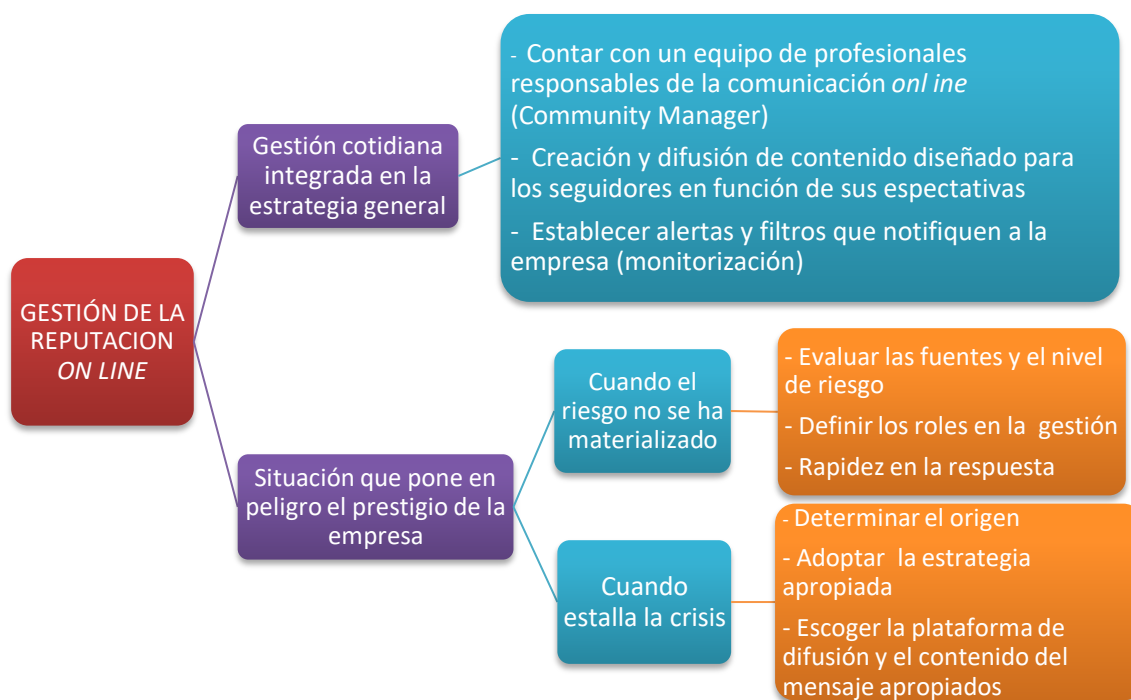 GESTIÓN DE LA
REPUTACION
ON LINE
Gestión cotidiana
integrada en la
estrategia general
- Contar con un equipo de profesionales
responsables de la comunicación onl ine
(Community Manager)
- Creación y difusión de contenido diseñado para
los seguidores en función de sus espectativas
- Establecer alertas y filtros que notifiquen a la
empresa (monitorización)
Situación que pone en
peligro el prestigio de la
empresa
Cuando el
riesgo no se ha
materializado
- Evaluar las fuentes y el nivel
de riesgo
- Definir los roles en la gestión
- Rapidez en la respuesta
Cuando
estalla la crisis
- Determinar el origen
- Adoptar la estrategia
apropiada
- Escoger la plataforma de
difusión y el contenido del
mensaje apropiados